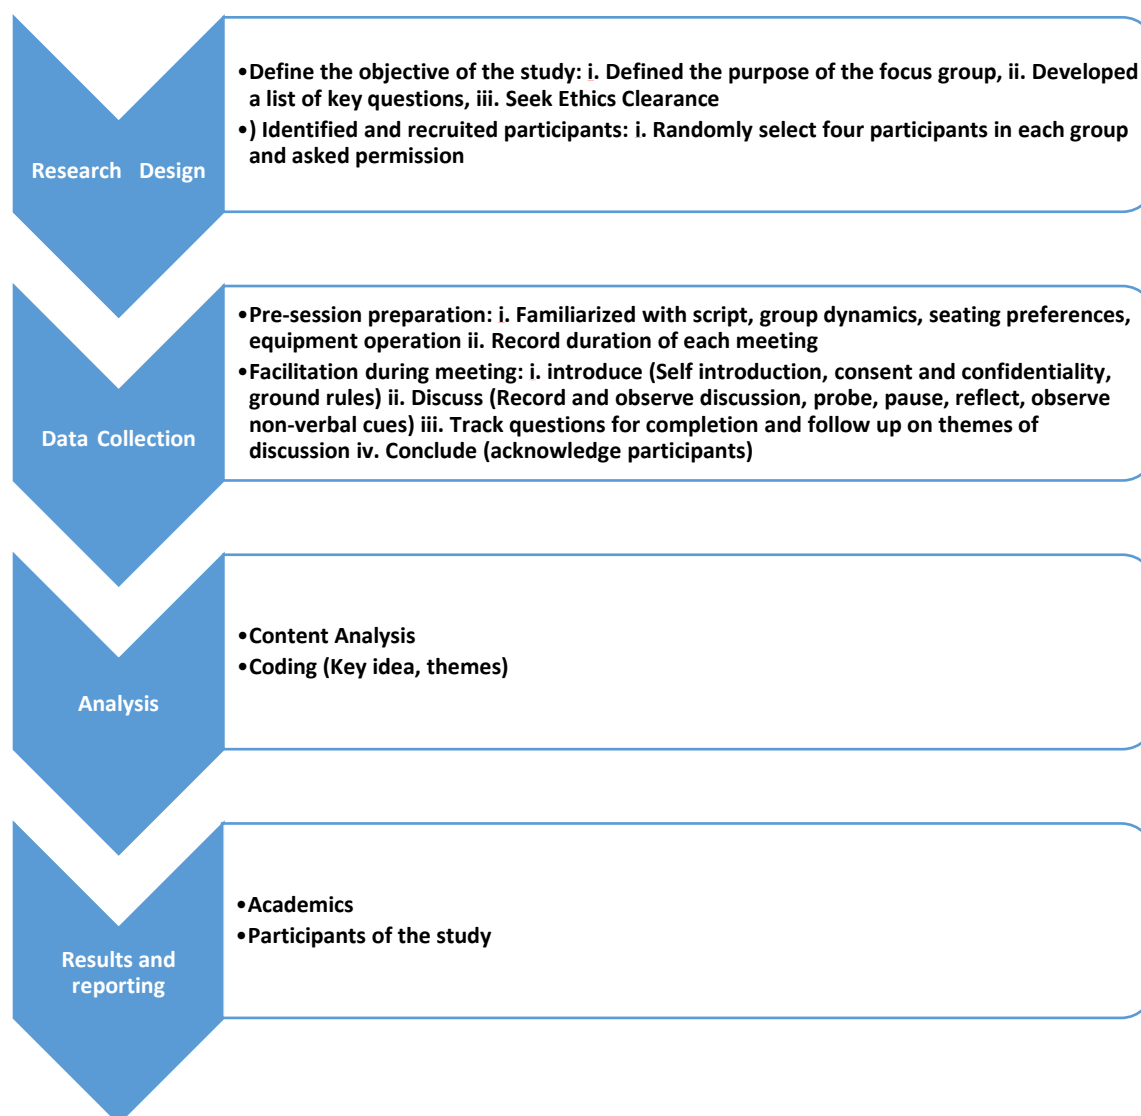 Research Design
•Define the objective of the study: i. Defined the purpose of the focus group, ii. Developed
a list of key questions, iii. Seek Ethics Clearance
•) Identified and recruited participants: i. Randomly select four participants in each group
and asked permission
Data Collection
•Pre-session preparation: i. Familiarized with script, group dynamics, seating preferences,
equipment operation ii. Record duration of each meeting
•Facilitation during meeting: i. introduce (Self introduction, consent and confidentiality,
ground rules) ii. Discuss (Record and observe discussion, probe, pause, reflect, observe
non-verbal cues) iii. Track questions for completion and follow up on themes of
discussion iv. Conclude (acknowledge participants)
Analysis
•Content Analysis
•Coding (Key idea, themes)
Results and
reporting
•Academics
•Participants of the study